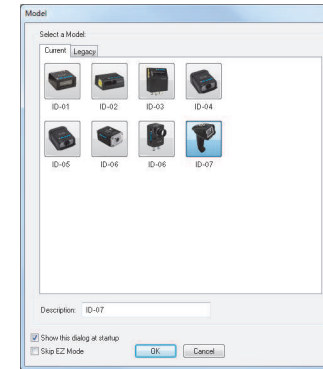 Model
Select a Model:
Current Legacy
ID-01 ID-02 ID-03 ID-04
ID-05 ID-06 ID-06 ID-07
Description: ID-07
Show this dialog at startup
Skip EZ Mode
OK Cancel